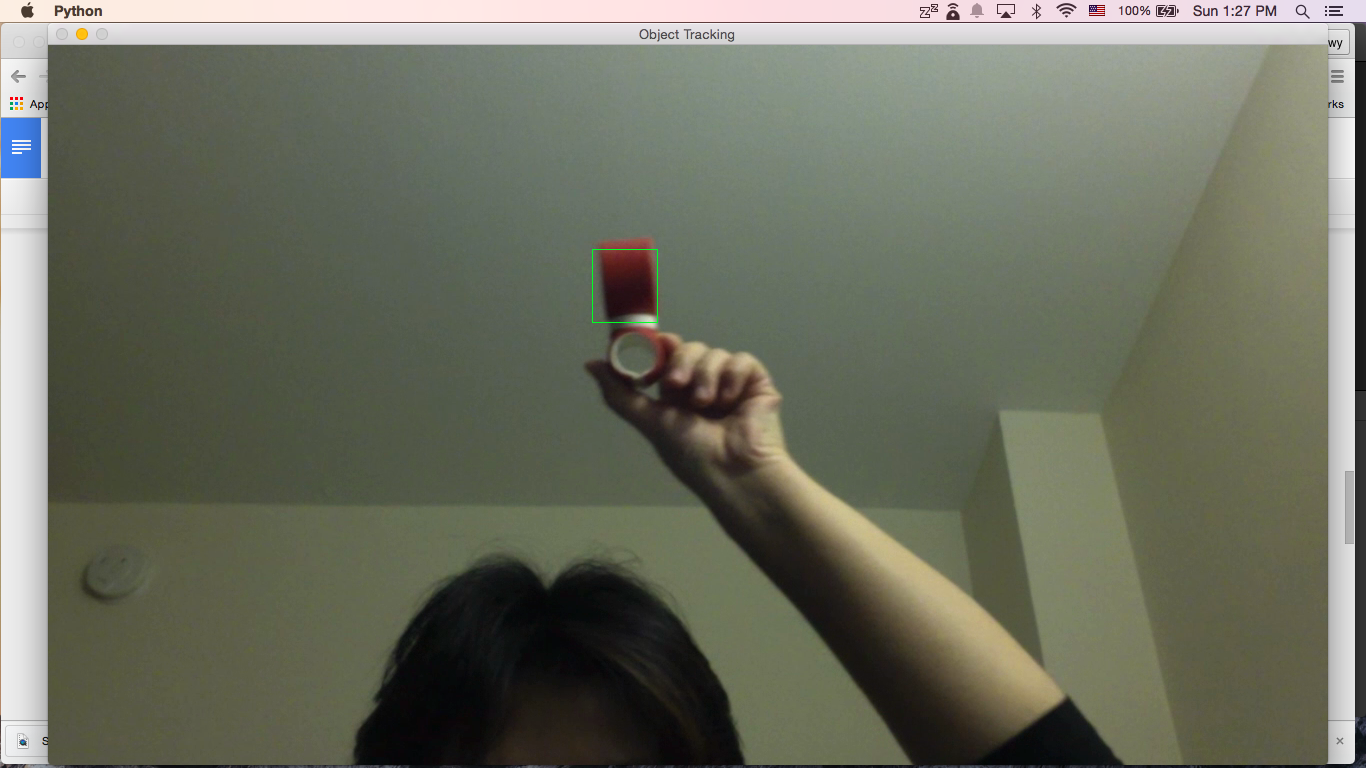 Python
100%
Sun 1:27 PM
Object Tracking
wy
App
rks
S